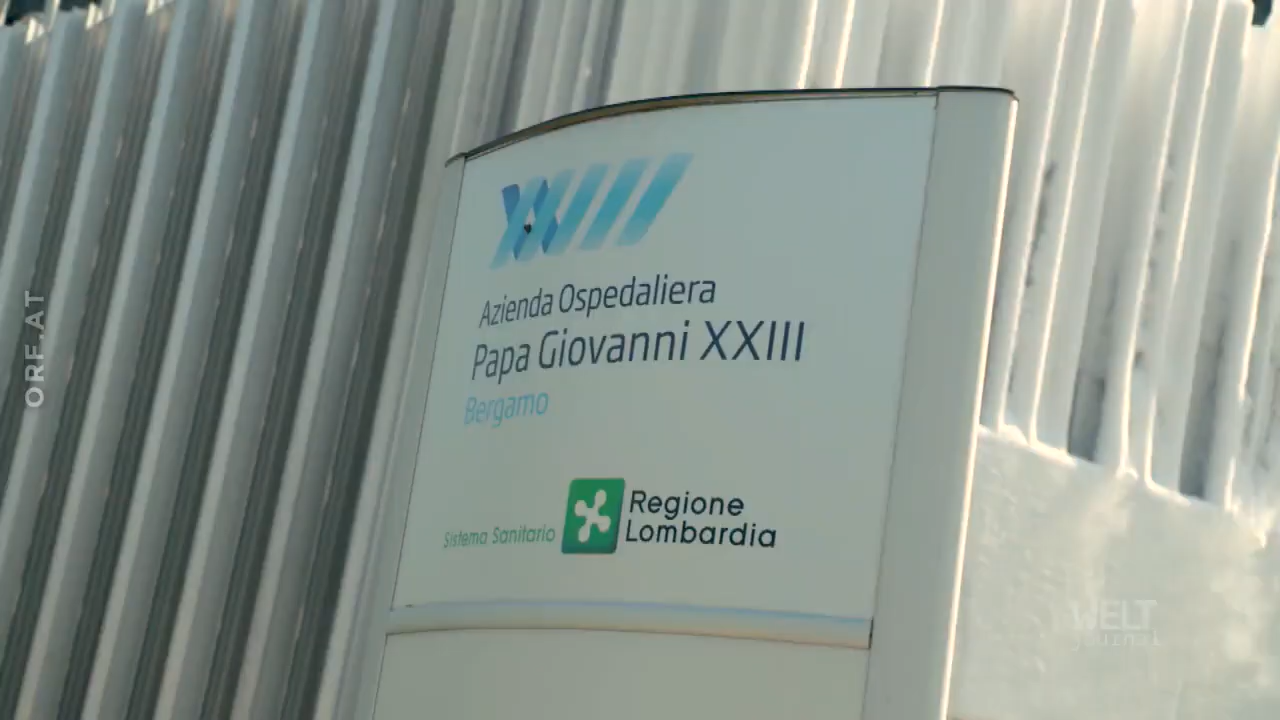 Azienda Ospedaliera
Papa Giovanni XXIII
Bergamo
Sistema Sanitario
Regione
Lombardia
ORF.AT
WELT
journal